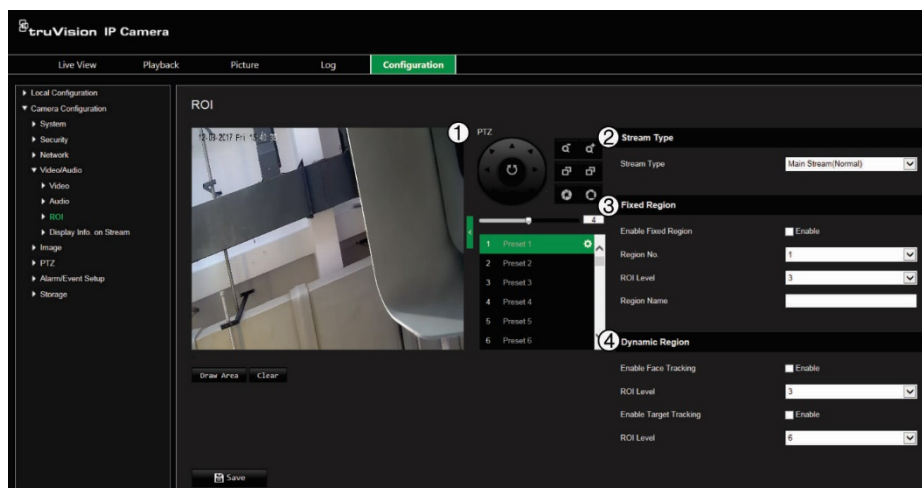 truVision IP Camera
Live View Playback Picture Log Configuration
Local Configuration
Camera Configuration
System
Security
Network
Video/Audio
Video
Audio
ROI
Display Info. on Stream
Image
PTZ
Alarm/Event Setup
Storage
ROI
Draw Area Clear
Save
1
PTZ
4
1 Preset 1
2 Preset 2
3 Preset 3
4 Preset 4
5 Preset 5
6 Preset 6
2 Stream Type
Stream Type Main Stream(Normal)
3 Fixed Region
Enable Fixed Region Enable
Region No. 1
ROI Level 3
Region Name
4 Dynamic Region
Enable Face Tracking Enable
ROI Level 3
Enable Target Tracking Enable
ROI Level 6